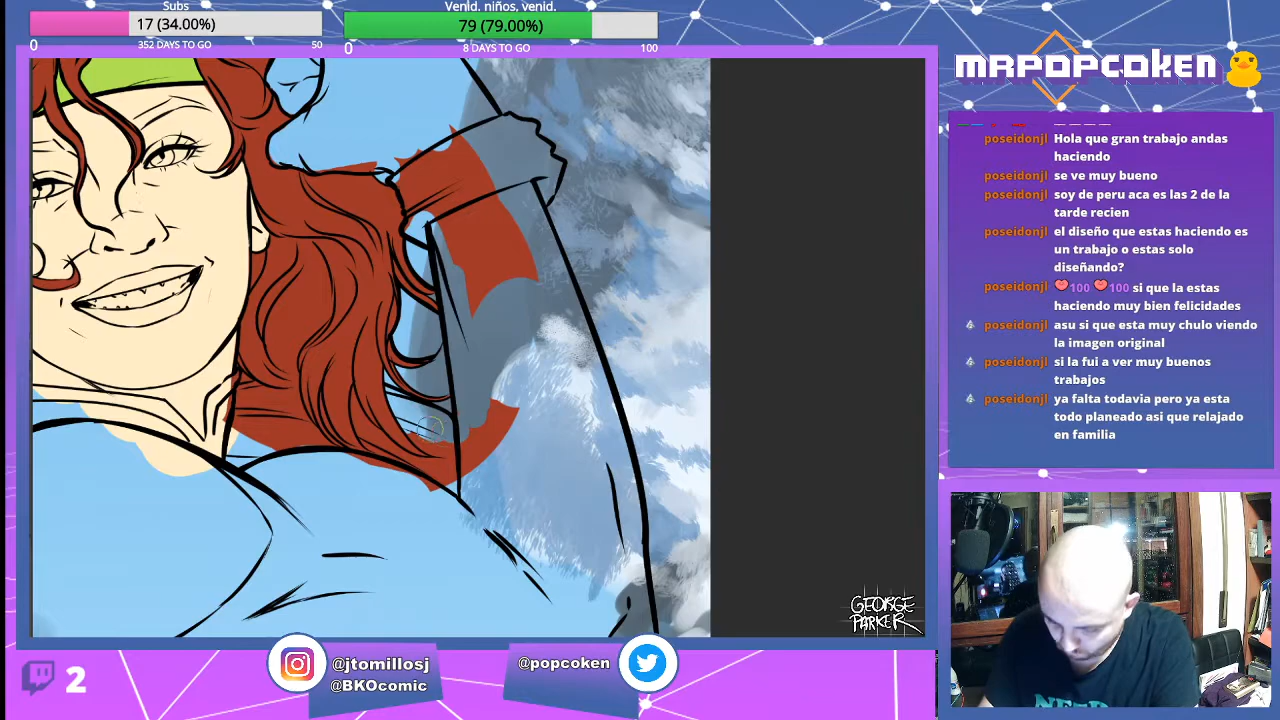 Subs
17 (34.00%)
0
352 DAYS TO GO
50
Venid. niños, venid.
79 (79.00%)
0
8 DAYS TO GO
100
MRPOPCOKEN
poseidonjl Hola que gran trabajo andas
haciendo
poseidonjl se ve muy bueno
poseidonjl soy de peru aca es las 2 de la
tarde recien
poseidonjl el diseño que estas haciendo es
un trabajo o estas solo
diseñando?
poseidonjl 100 100 si que la estas
haciendo muy bien felicidades
poseidonjl asu si que esta muy chulo viendo
la imagen original
poseidonjl si la fui a ver muy buenos
trabajos
poseidonjl ya falta todavia pero ya esta
todo planeado asi que relajado
en familia
GEORGE
PARKER
2
@jtomillosj
@BKOcomic
@popcoken